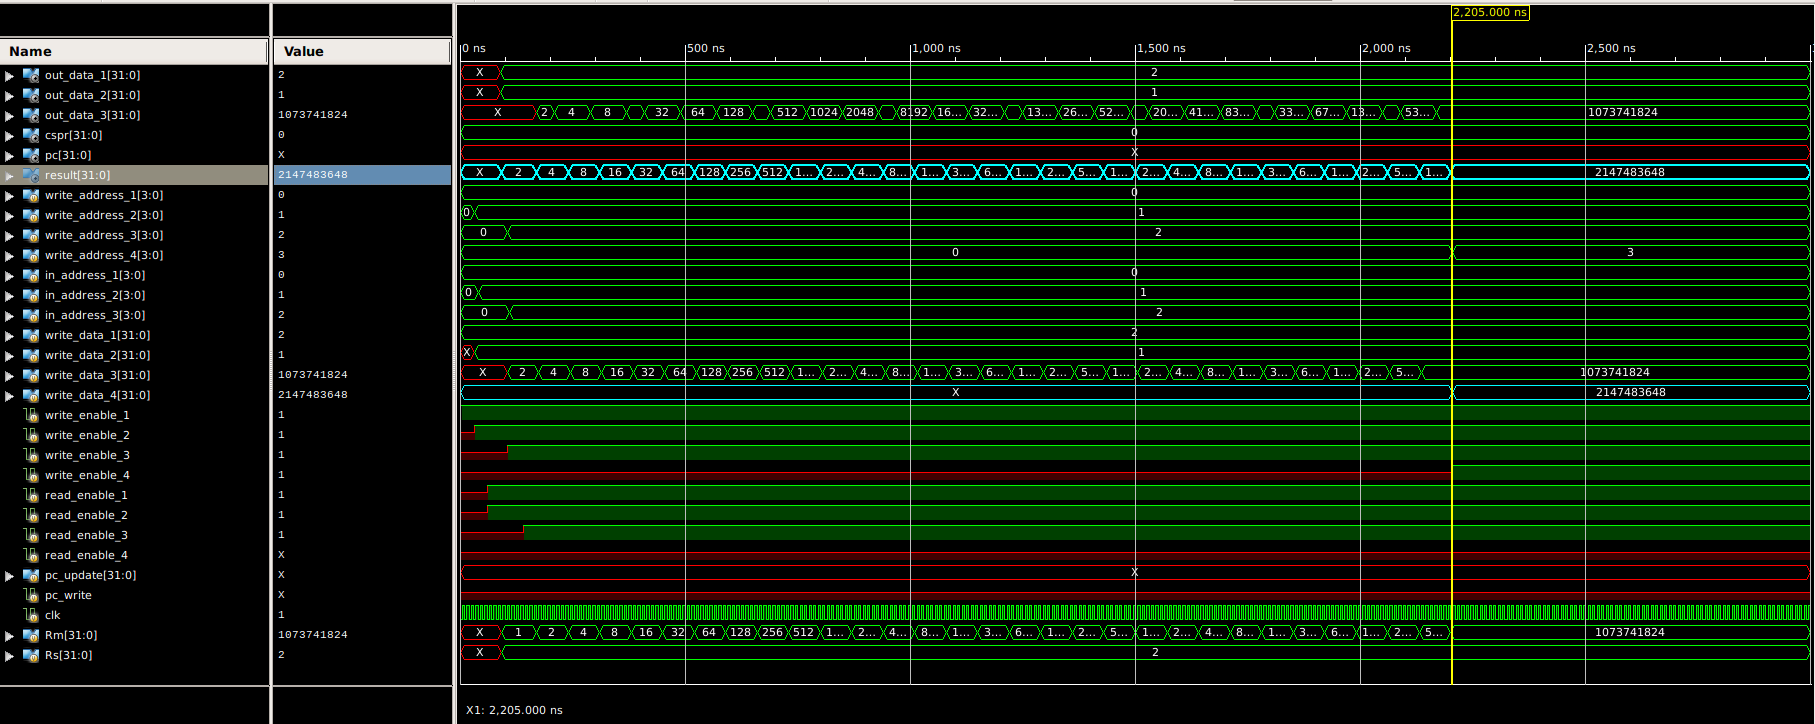 2,205.000 ns
Name Value 0 ns 500 ns 1,000 ns 1,500 ns 2,000 ns 2,500 ns
out_data_1[31:0] 2 X 2
out_data_2[31:0] 1 X 1
out_data_3[31:0] 1073741824 X 2 4 8 32 64 128 512 1024 2048 8192 16... 32... 13... 26... 52... 20... 41... 83... 33... 67... 13... 53... 1073741824
cspr[31:0] 0 0
pc[31:0] X X
result[31:0] 2147483648 X 2 4 8 16 32 64 128 256 512 1... 2... 4... 8... 1... 3... 6... 1... 2... 5... 1... 2... 4... 8... 1... 3... 6... 1... 2... 5... 1... 2147483648
write_address_1[3:0] 0 0
write_address_2[3:0] 1 0 1
write_address_3[3:0] 2 0 2
write_address_4[3:0] 3 0 3
in_address_1[3:0] 0 0
in_address_2[3:0] 1 0 1
in_address_3[3:0] 2 0 2
write_data_1[31:0] 2 2
write_data_2[31:0] 1 X 1
write_data_3[31:0] 1073741824 X 2 4 8 16 32 64 128 256 512 1... 2... 4... 8... 1... 3... 6... 1... 2... 5... 1... 2... 4... 8... 1... 3... 6... 1... 2... 5... 1073741824
write_data_4[31:0] 2147483648 X 2147483648
write_enable_1 1
write_enable_2 1
write_enable_3 1
write_enable_4 1
read_enable_1 1
read_enable_2 1
read_enable_3 1
read_enable_4 X
pc_update[31:0] X X
pc_write X
clk 1
Rm[31:0] 1073741824 X 1 2 4 8 16 32 64 128 256 512 1... 2... 4... 8... 1... 3... 6... 1... 2... 5... 1... 2... 4... 8... 1... 3... 6... 1... 2... 5... 1073741824
Rs[31:0] 2 X 2
X1: 2,205.000 ns